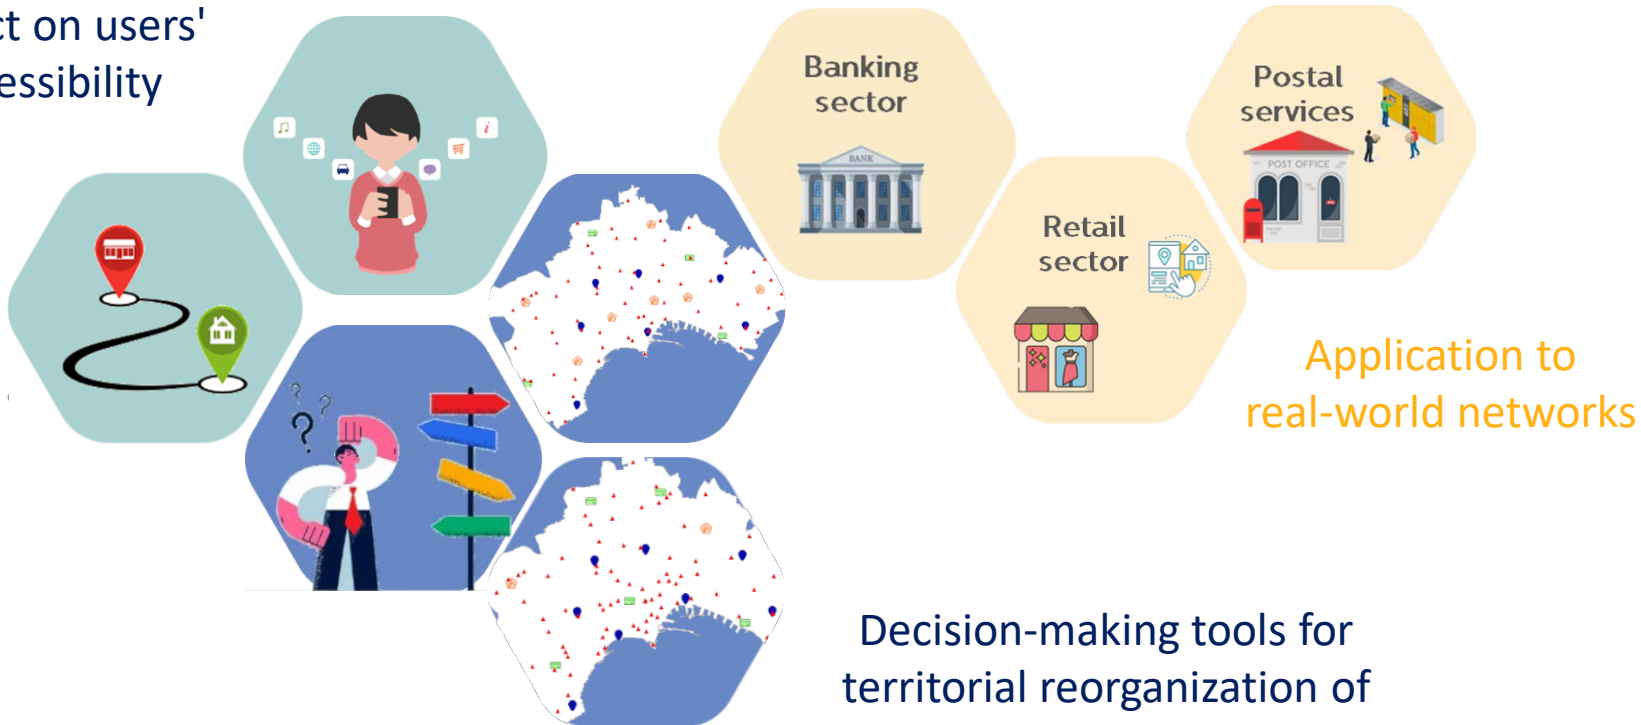 ct on users'
essibility
Banking
sector
BANK
Postal
services
POST OFFICE
Retail
sector
Application to
real-world networks
Decision-making tools for
territorial reorganization of